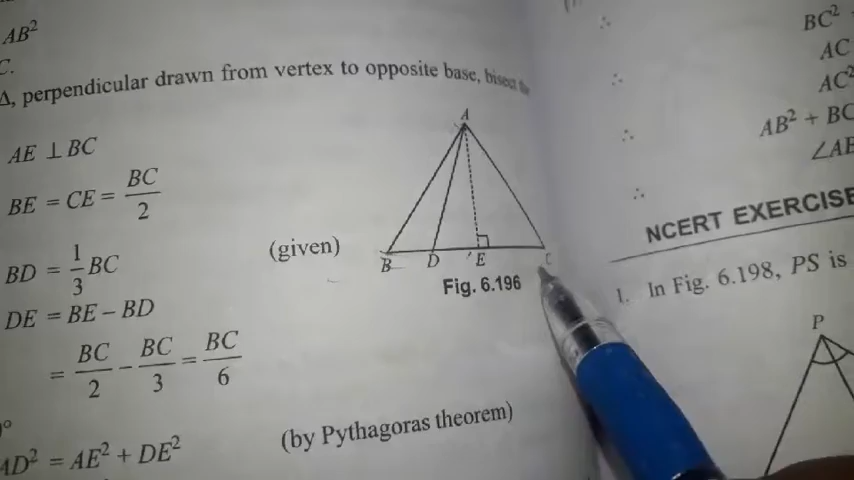 AB²
C.
Δ, perpendicular drawn from vertex to opposite base, bisect the
AE ⊥ BC
BE = CE = BC/2
BD = 1/3 BC (given)
DE = BE − BD
= BC/2 − BC/3 = BC/6
AD² = AE² + DE² (by Pythagoras theorem)
A
B D E C
Fig. 6.196
∴ BC²
∴ AC
AC²
∴ AB² + BC
∴ ∠AB
NCERT EXERCISE
1. In Fig. 6.198, PS is
P